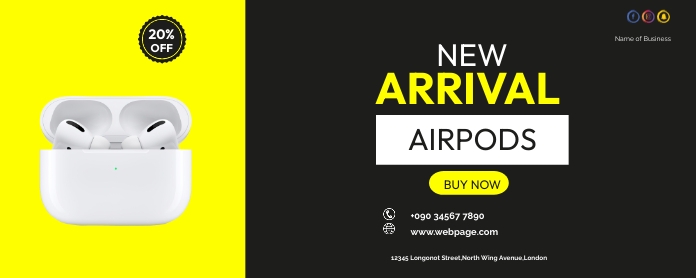 20%
OFF
Name of Business
NEW
ARRIVAL
AIRPODS
BUY NOW
+090 34567 7890
www.webpage.com
12345 Longonot Street,North Wing Avenue,London